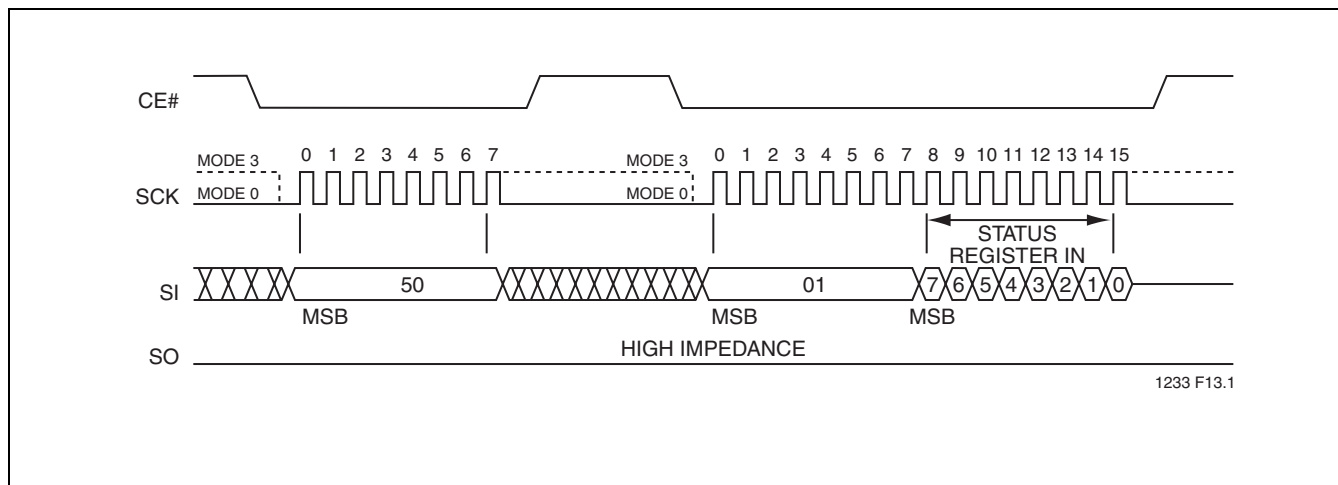 CE#
MODE 3 0 1 2 3 4 5 6 7 MODE 3 0 1 2 3 4 5 6 7 8 9 10 11 12 13 14 15
SCK MODE 0 MODE 0
STATUS
REGISTER IN
SI 50 01 7 6 5 4 3 2 1 0
MSB MSB MSB
SO HIGH IMPEDANCE
1233 F13.1